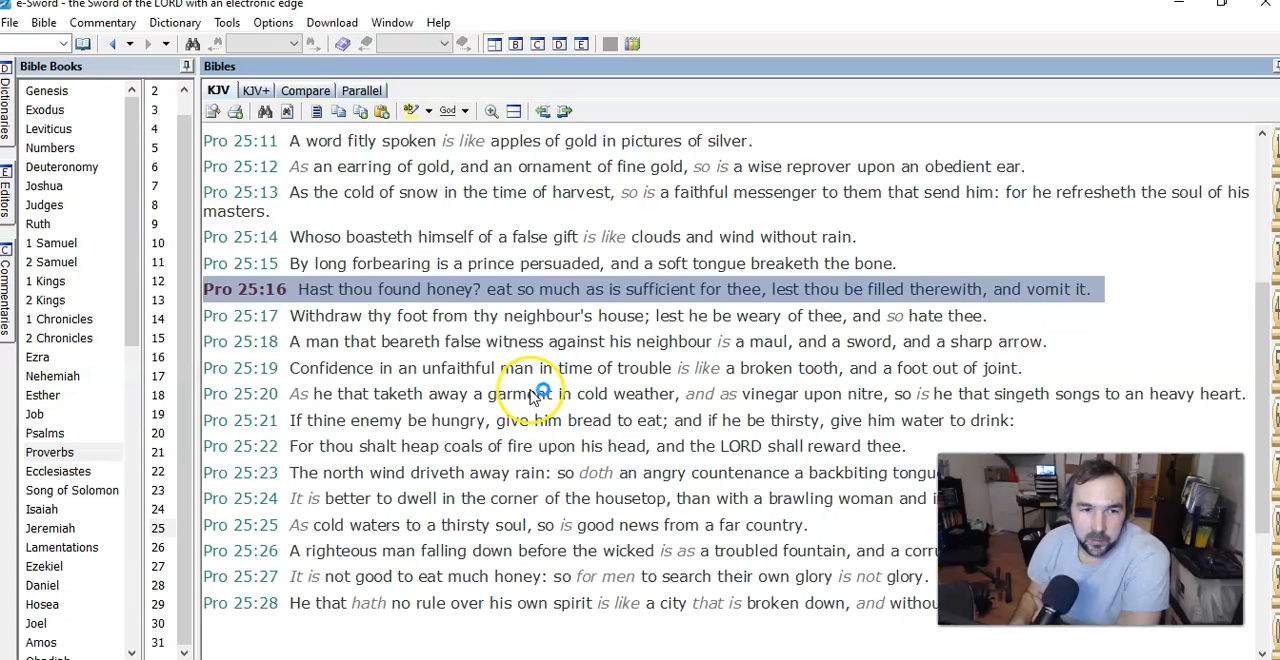 e-Sword - the Sword of the LORD with an electronic edge
File Bible Commentary Dictionary Tools Options Download Window Help
B C D E
Bible Books
Bibles
KJV KJV+ Compare Parallel
God
D Dictionaries
E Editors
C Commentaries
Genesis
Exodus
Leviticus
Numbers
Deuteronomy
Joshua
Judges
Ruth
1 Samuel
2 Samuel
1 Kings
2 Kings
1 Chronicles
2 Chronicles
Ezra
Nehemiah
Esther
Job
Psalms
Proverbs
Ecclesiastes
Song of Solomon
Isaiah
Jeremiah
Lamentations
Ezekiel
Daniel
Hosea
Joel
Amos
2
3
4
5
6
7
8
9
10
11
12
13
14
15
16
17
18
19
20
21
22
23
24
25
26
27
28
29
30
31
Pro 25:11 A word fitly spoken is like apples of gold in pictures of silver.
Pro 25:12 As an earring of gold, and an ornament of fine gold, so is a wise reprover upon an obedient ear.
Pro 25:13 As the cold of snow in the time of harvest, so is a faithful messenger to them that send him: for he refresheth the soul of his
masters.
Pro 25:14 Whoso boasteth himself of a false gift is like clouds and wind without rain.
Pro 25:15 By long forbearing is a prince persuaded, and a soft tongue breaketh the bone.
Pro 25:16 Hast thou found honey? eat so much as is sufficient for thee, lest thou be filled therewith, and vomit it.
Pro 25:17 Withdraw thy foot from thy neighbour's house; lest he be weary of thee, and so hate thee.
Pro 25:18 A man that beareth false witness against his neighbour is a maul, and a sword, and a sharp arrow.
Pro 25:19 Confidence in an unfaithful man in time of trouble is like a broken tooth, and a foot out of joint.
Pro 25:20 As he that taketh away a garment in cold weather, and as vinegar upon nitre, so is he that singeth songs to an heavy heart.
Pro 25:21 If thine enemy be hungry, give him bread to eat; and if he be thirsty, give him water to drink:
Pro 25:22 For thou shalt heap coals of fire upon his head, and the LORD shall reward thee.
Pro 25:23 The north wind driveth away rain: so doth an angry countenance a backbiting tongue
Pro 25:24 It is better to dwell in the corner of the housetop, than with a brawling woman and
Pro 25:25 As cold waters to a thirsty soul, so is good news from a far country.
Pro 25:26 A righteous man falling down before the wicked is as a troubled fountain, and a
Pro 25:27 It is not good to eat much honey: so for men to search their own glory is not glory.
Pro 25:28 He that hath no rule over his own spirit is like a city that is broken down, and